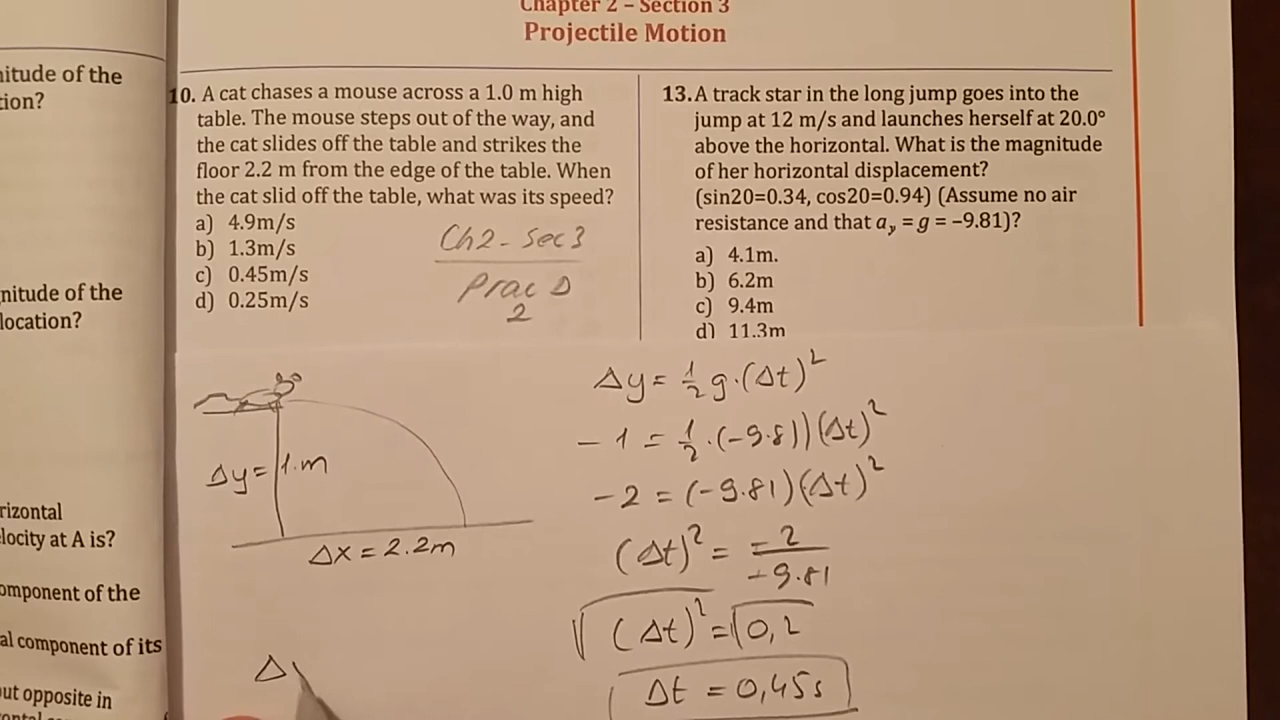 Chapter 2 – Section 3
Projectile Motion
nitude of the
tion?
nitude of the
location?
rizontal
elocity at A is?
omponent of the
al component of its
out opposite in
10. A cat chases a mouse across a 1.0 m high
table. The mouse steps out of the way, and
the cat slides off the table and strikes the
floor 2.2 m from the edge of the table. When
the cat slid off the table, what was its speed?
a) 4.9m/s
b) 1.3m/s
c) 0.45m/s
d) 0.25m/s
Ch2 - Sec 3
Prac D
2
13. A track star in the long jump goes into the
jump at 12 m/s and launches herself at 20.0°
above the horizontal. What is the magnitude
of her horizontal displacement?
(sin20=0.34, cos20=0.94) (Assume no air
resistance and that ay = g = –9.81)?
a) 4.1m.
b) 6.2m
c) 9.4m
d) 11.3m
Δy = 1.m
Δx = 2.2m
Δy = 1/2 g.(Δt)²
- 1 = 1/2 .(-9.81)(Δt)²
- 2 = (-9.81)(Δt)²
(Δt)² = -2/-9.81
√(Δt)² = √0,2
Δt = 0,45s